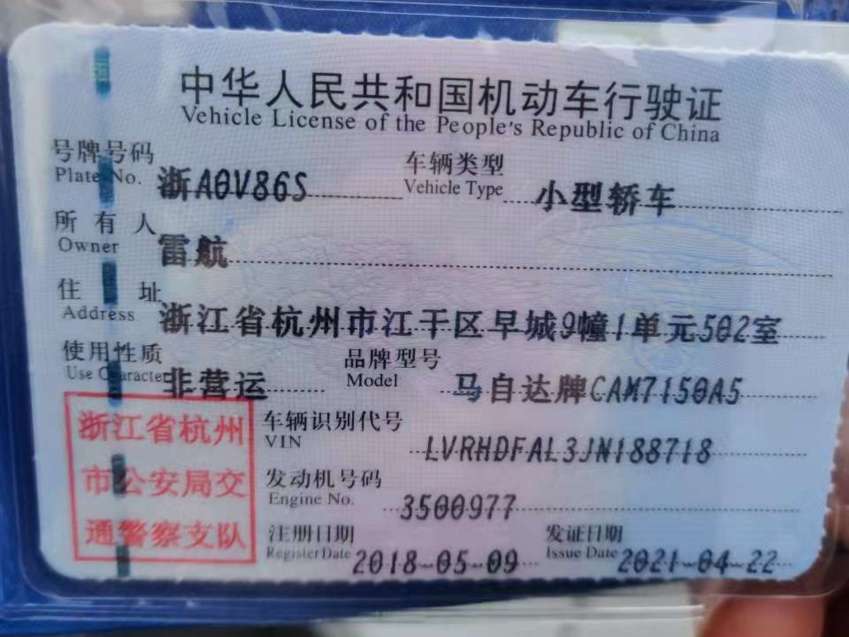 中华人民共和国机动车行驶证
Vehicle License of the People's Republic of China
号牌号码 浙A0V86S 车辆类型 小型轿车
Plate No. Vehicle Type
所有人 雷航
Owner
住址 浙江省杭州市江干区早城9幢1单元502室
Address
使用性质 非营运 品牌型号 马自达牌CAM7150A5
Use Character Model
浙江省杭州
市公安局交
通警察支队
车辆识别代号 LVRHDFAL3JN188718
VIN
发动机号码 3500977
Engine No.
注册日期 2018-05-09 发证日期 2021-04-22
Register Date Issue Date